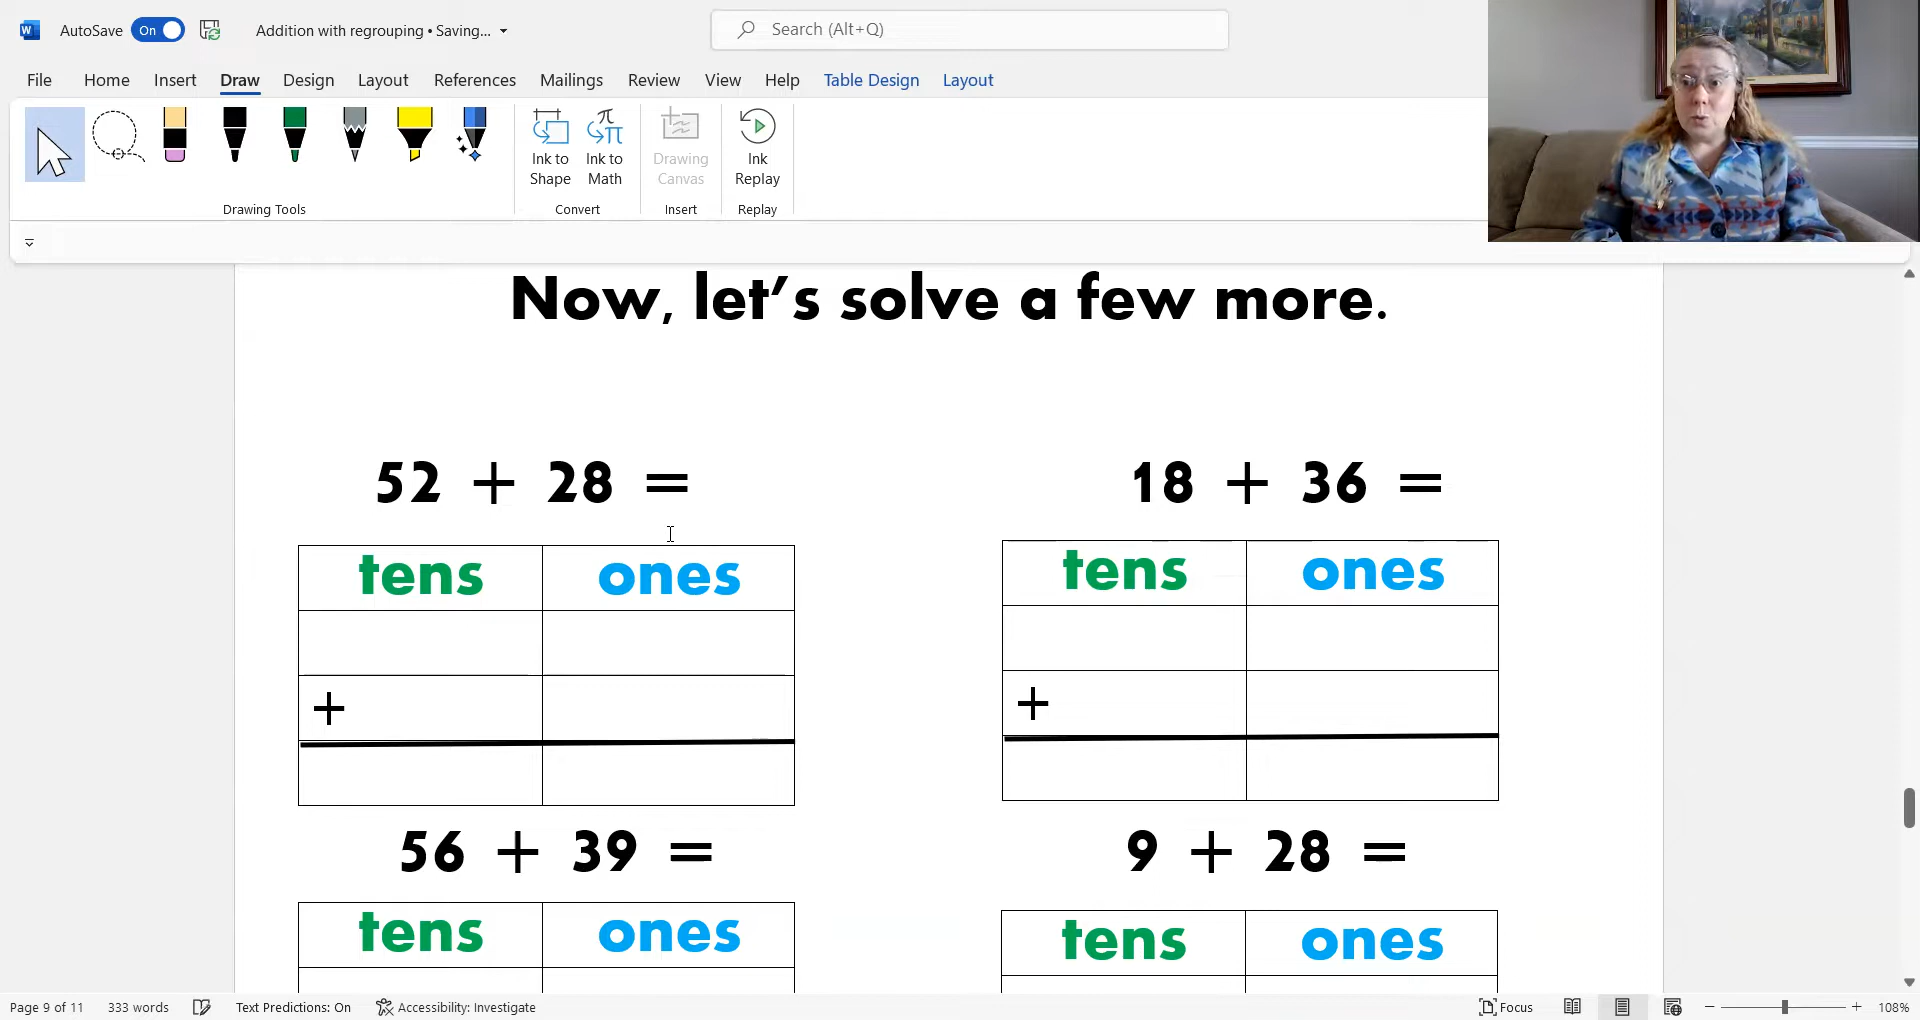 AutoSave On Addition with regrouping • Saving... Search (Alt+Q)
File Home Insert Draw Design Layout References Mailings Review View Help Table Design Layout
Ink to Shape
Ink to Math
Drawing Canvas
Ink Replay
Drawing Tools Convert Insert Replay
Now, let's solve a few more.
52 + 28 =
tens ones
+
18 + 36 =
tens ones
+
56 + 39 =
tens ones
9 + 28 =
tens ones
Page 9 of 11 333 words Text Predictions: On Accessibility: Investigate Focus 108%